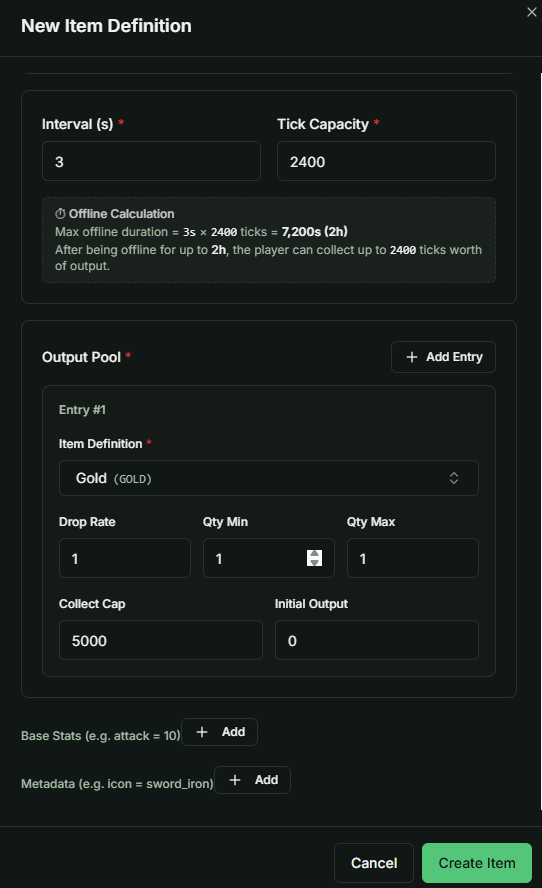 New Item Definition
Interval (s) *
Tick Capacity *
3
2400
Offline Calculation
Max offline duration = 3s × 2400 ticks = 7,200s (2h)
After being offline for up to 2h, the player can collect up to 2400 ticks worth
of output.
Output Pool *
+ Add Entry
Entry #1
Item Definition *
Gold (GOLD)
Drop Rate
Qty Min
Qty Max
1
1
1
Collect Cap
Initial Output
5000
0
Base Stats (e.g. attack = 10)
+ Add
Metadata (e.g. icon = sword_iron)
+ Add
Cancel
Create Item